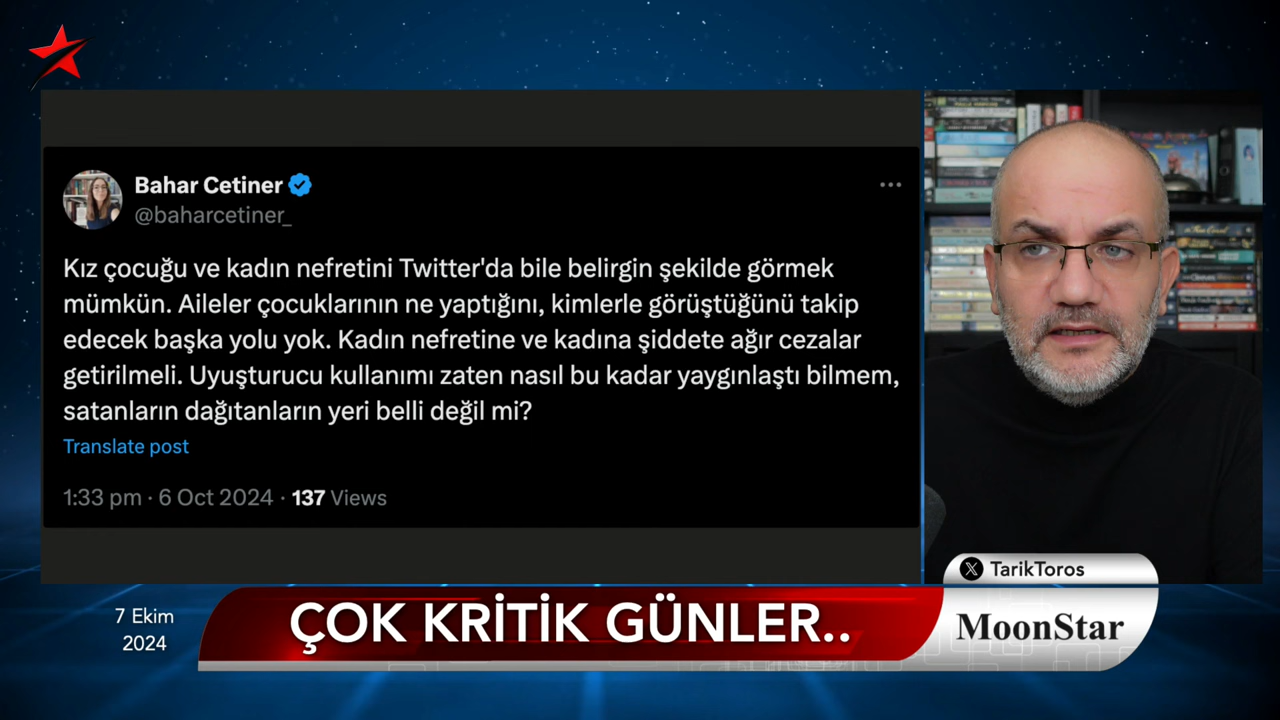 Bahar Cetiner
@baharcetiner_
Kız çocuğu ve kadın nefretini Twitter'da bile belirgin şekilde görmek
mümkün. Aileler çocuklarının ne yaptığını, kimlerle görüştüğünü takip
edecek başka yolu yok. Kadın nefretine ve kadına şiddete ağır cezalar
getirilmeli. Uyuşturucu kullanımı zaten nasıl bu kadar yaygınlaştı bilmem,
satanların dağıtanların yeri belli değil mi?
Translate post
1:33 pm · 6 Oct 2024 · 137 Views
X TarikToros
7 Ekim
2024
ÇOK KRİTİK GÜNLER..
MoonStar